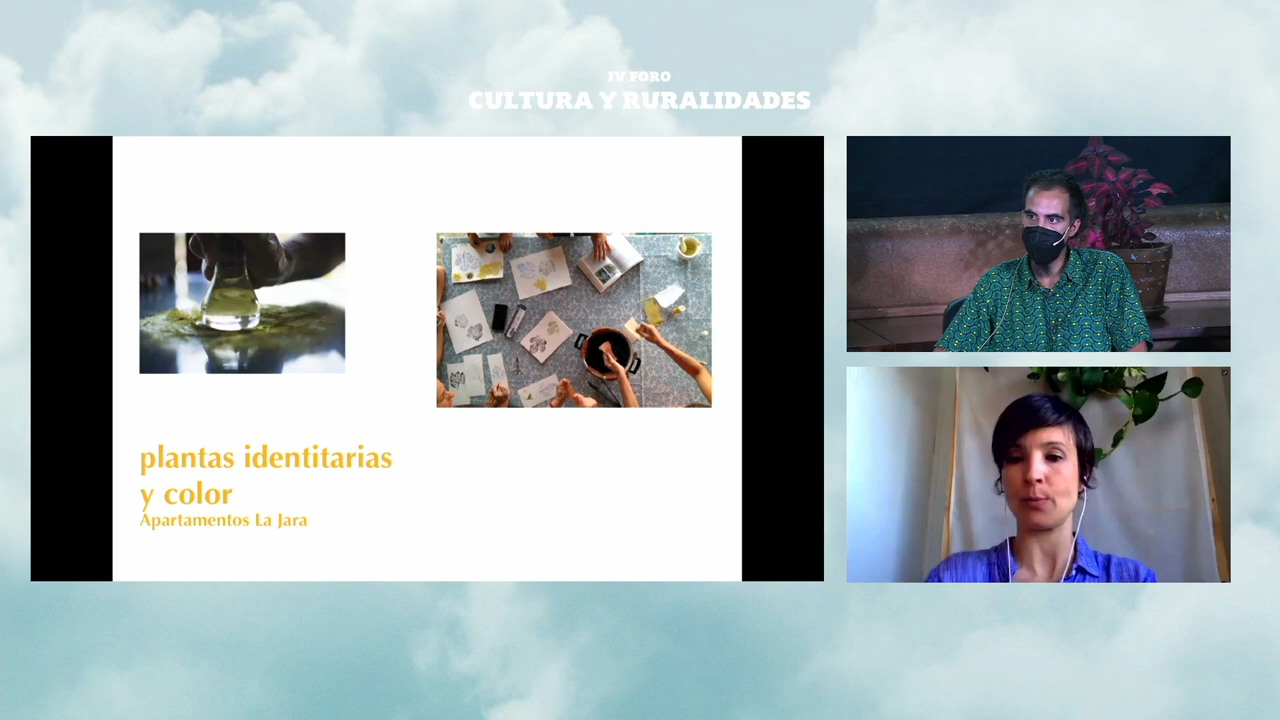 IV FORO
CULTURA Y RURALIDADES
plantas identitarias
y color
Apartamentos La Jara